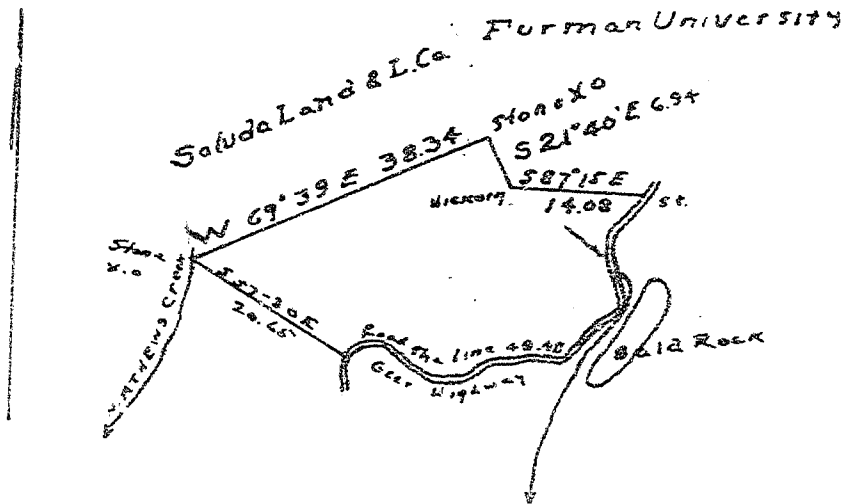 Furman University
Saluda Land & L.Co
Stone X O
S 21° 40' E 6.94
W 69° 39 E 38.34
S 87° 15 E
Hickory
14.08
St.
Stone
X.O
20.65
Road the line 48.48
Geer Highway
Bald Rock
Mathews Creek